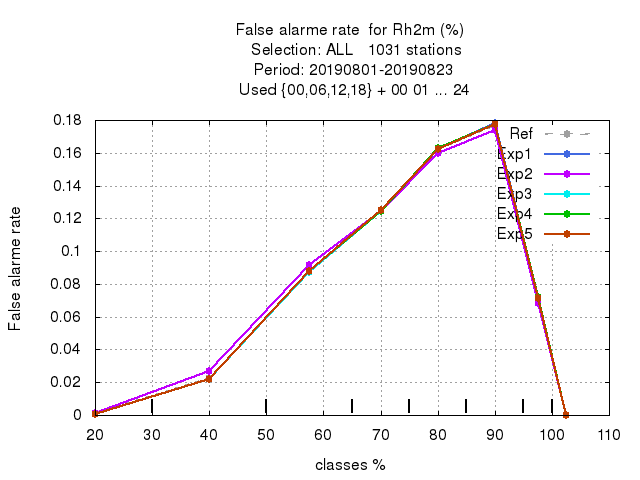 False alarme rate  for Rh2m (%)
Selection: ALL   1031 stations
Period: 20190801-20190823
Used {00,06,12,18} + 00 01 ... 24
False alarme rate
0.18
0.16
0.14
0.12
0.1
0.08
0.06
0.04
0.02
0
Ref
Exp1
Exp2
Exp3
Exp4
Exp5
20 30 40 50 60 70 80 90 100 110
classes %